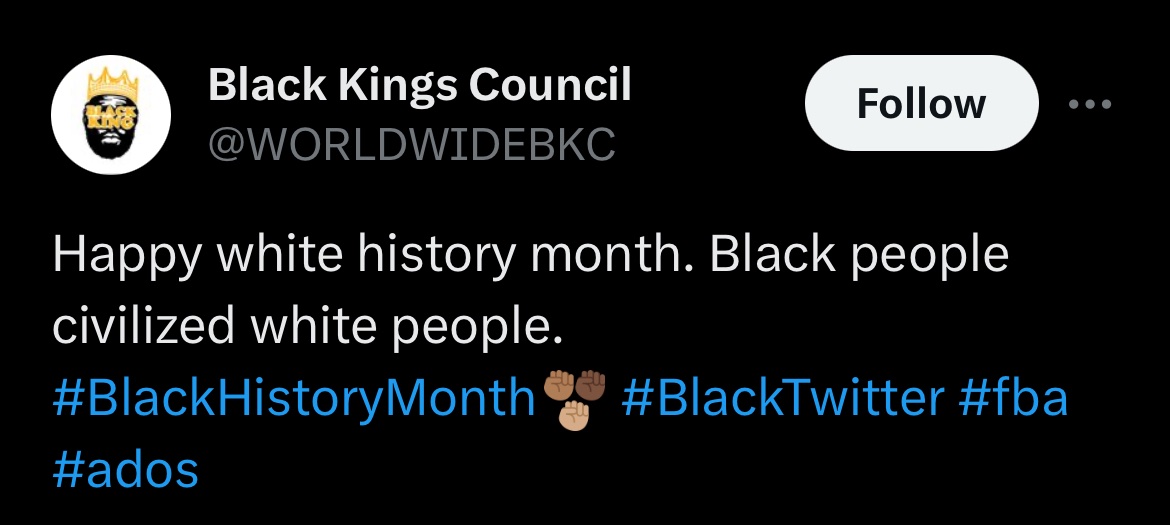 BLACK
KING
Black Kings Council
@WORLDWIDEBKC
Follow
Happy white history month. Black people
civilized white people.
#BlackHistoryMonth #BlackTwitter #fba
#ados